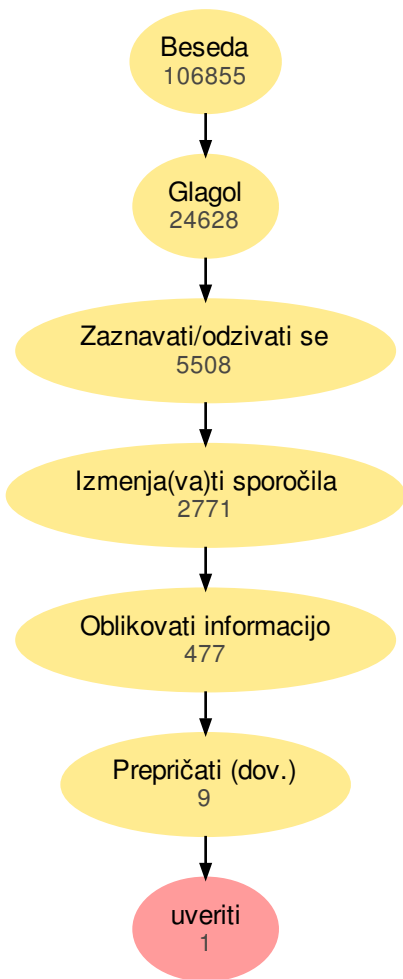 Beseda
106855
Glagol
24628
Zaznavati/odzivati se
5508
Izmenja(va)ti sporočila
2771
Oblikovati informacijo
477
Prepričati (dov.)
9
uveriti
1